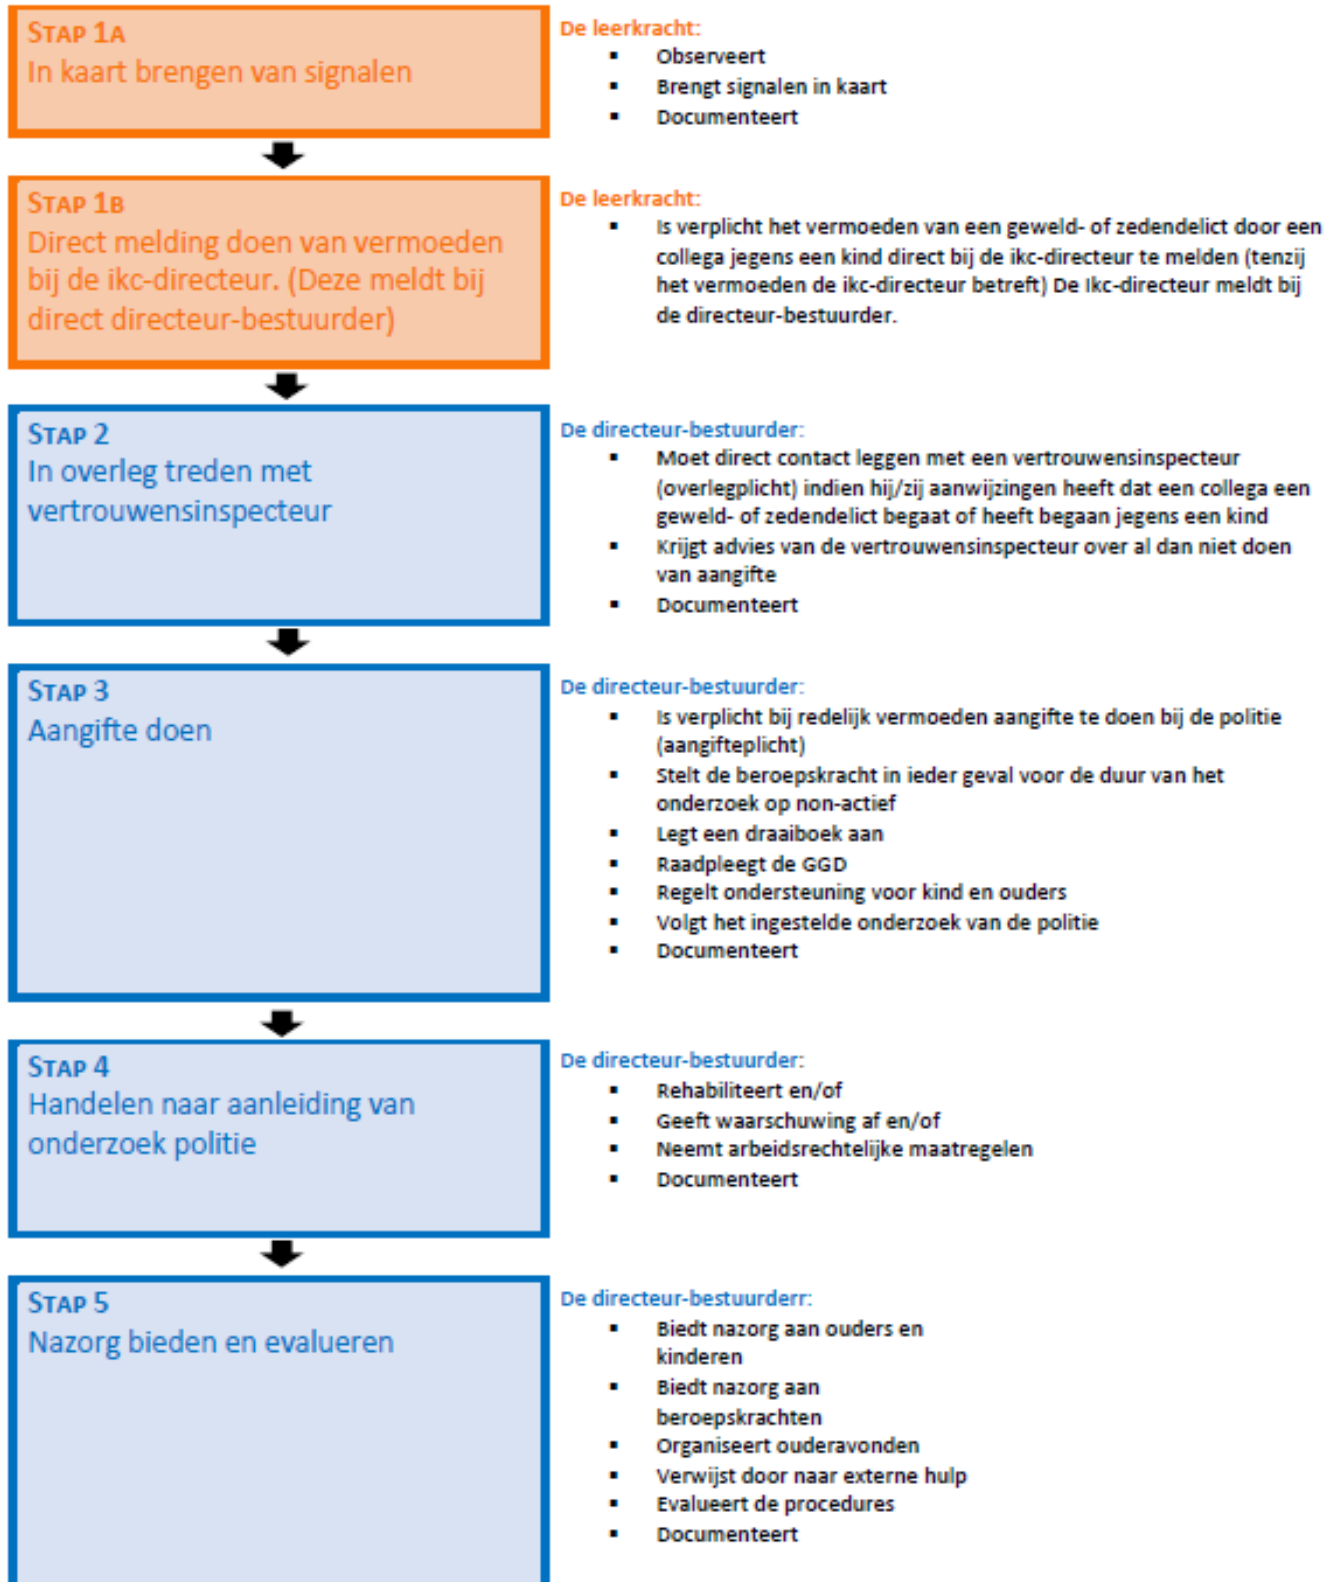 STAP 1A
In kaart brengen van signalen
De leerkracht:
▪ Observeert
▪ Brengt signalen in kaart
▪ Documenteert
STAP 1B
Direct melding doen van vermoeden
bij de ikc-directeur. (Deze meldt bij
direct directeur-bestuurder)
De leerkracht:
▪ Is verplicht het vermoeden van een geweld- of zedendelict door een
collega jegens een kind direct bij de ikc-directeur te melden (tenzij
het vermoeden de ikc-directeur betreft) De Ikc-directeur meldt bij
de directeur-bestuurder.
STAP 2
In overleg treden met
vertrouwensinspecteur
De directeur-bestuurder:
▪ Moet direct contact leggen met een vertrouwensinspecteur
(overlegplicht) indien hij/zij aanwijzingen heeft dat een collega een
geweld- of zedendelict begaat of heeft begaan jegens een kind
▪ Krijgt advies van de vertrouwensinspecteur over al dan niet doen
van aangifte
▪ Documenteert
STAP 3
Aangifte doen
De directeur-bestuurder:
▪ Is verplicht bij redelijk vermoeden aangifte te doen bij de politie
(aangifteplicht)
▪ Stelt de beroepskracht in ieder geval voor de duur van het
onderzoek op non-actief
▪ Legt een draaiboek aan
▪ Raadpleegt de GGD
▪ Regelt ondersteuning voor kind en ouders
▪ Volgt het ingestelde onderzoek van de politie
▪ Documenteert
STAP 4
Handelen naar aanleiding van
onderzoek politie
De directeur-bestuurder:
▪ Rehabiliteert en/of
▪ Geeft waarschuwing af en/of
▪ Neemt arbeidsrechtelijke maatregelen
▪ Documenteert
STAP 5
Nazorg bieden en evalueren
De directeur-bestuurderr:
▪ Biedt nazorg aan ouders en
kinderen
▪ Biedt nazorg aan
beroepskrachten
▪ Organiseert ouderavonden
▪ Verwijst door naar externe hulp
▪ Evalueert de procedures
▪ Documenteert